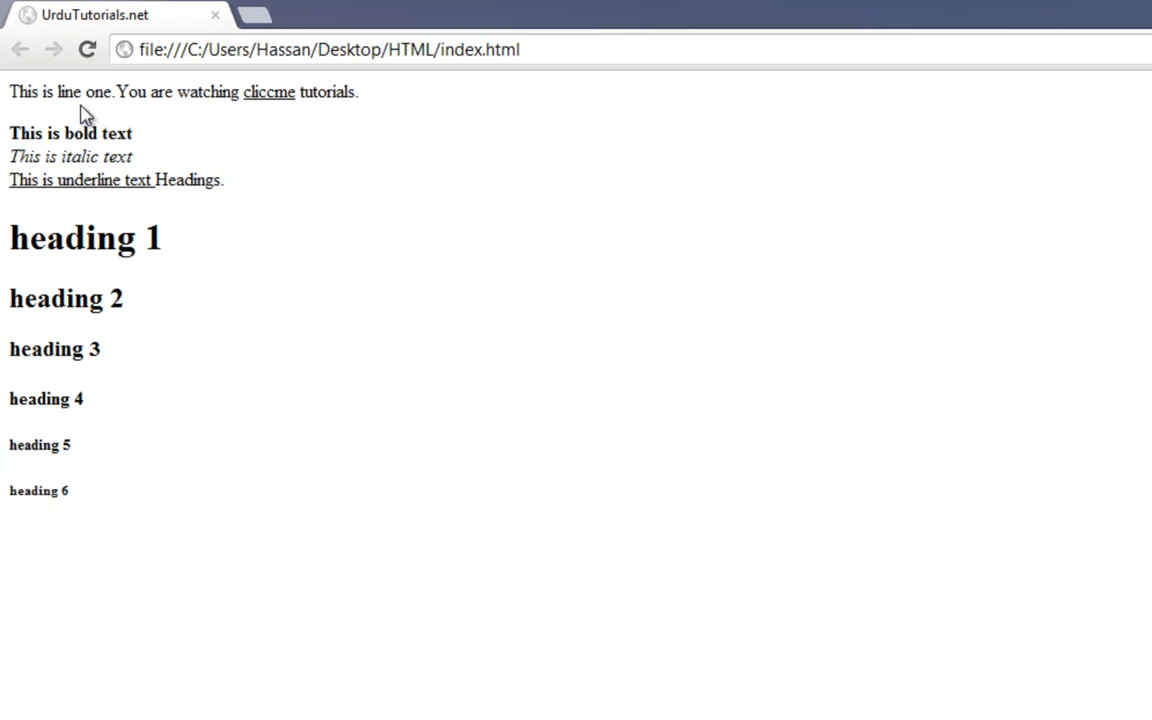 UrduTutorials.net
file:///C:/Users/Hassan/Desktop/HTML/index.html
This is line one.You are watching cliccme tutorials.
This is bold text
This is italic text
This is underline text Headings.
heading 1
heading 2
heading 3
heading 4
heading 5
heading 6